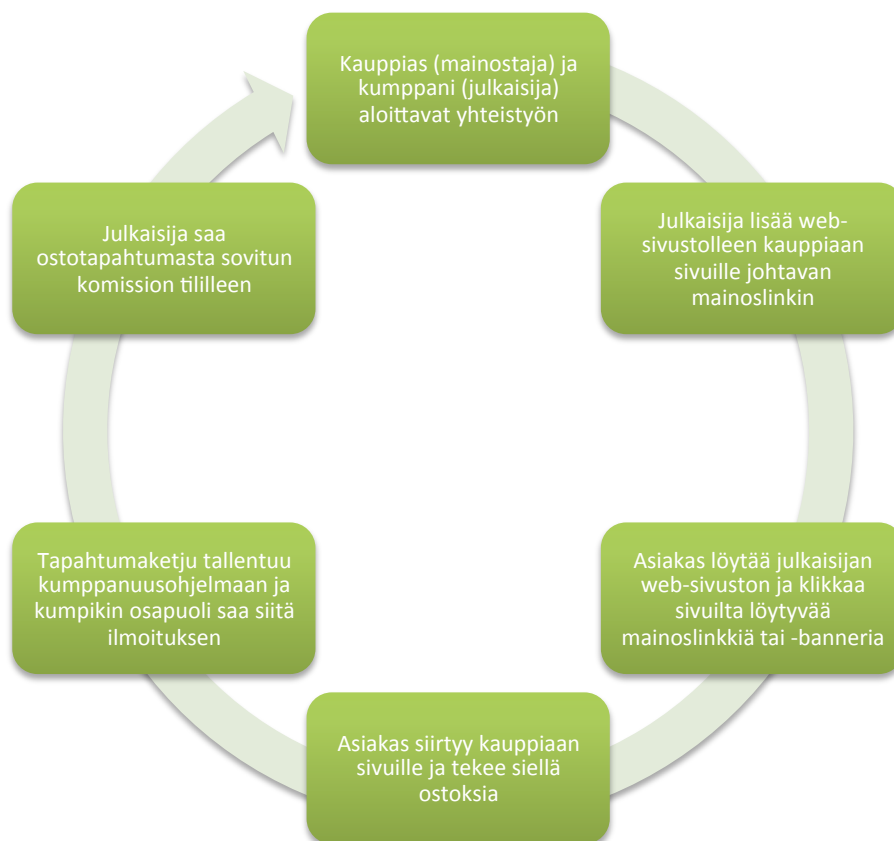 Kauppias (mainostaja) ja
kumppani (julkaisija)
aloittavat yhteistyön
Julkaisija lisää web-
sivustolleen kauppiaan
sivuille johtavan
mainoslinkin
Asiakas löytää julkaisijan
web-sivuston ja klikkaa
sivuilta löytyvää
mainoslinkkiä tai -banneria
Asiakas siirtyy kauppiaan
sivuille ja tekee siellä
ostoksia
Tapahtumaketju tallentuu
kumppanuusohjelmaan ja
kumpikin osapuoli saa siitä
ilmoituksen
Julkaisija saa
ostotapahtumasta sovitun
komission tililleen